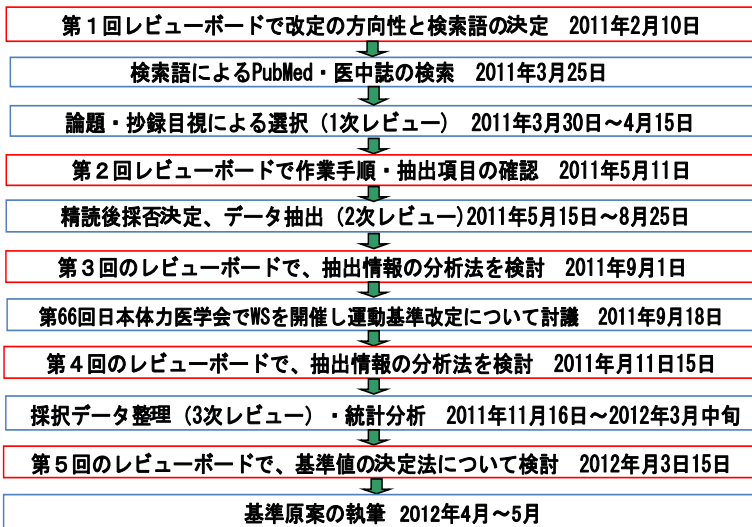 第1回レビューボードで改定の方向性と検索語の決定　2011年2月10日
検索語によるPubMed・医中誌の検索　2011年3月25日
論題・抄録目視による選択（1次レビュー）　2011年3月30日～4月15日
第2回レビューボードで作業手順・抽出項目の確認　2011年5月11日
精読後採否決定、データ抽出（2次レビュー)2011年5月15日～8月25日
第3回のレビューボードで、抽出情報の分析法を検討　2011年9月1日
第66回日本体力医学会でWSを開催し運動基準改定について討議　2011年9月18日
第4回のレビューボードで、抽出情報の分析法を検討　2011年月11日15日
採択データ整理（3次レビュー）・統計分析　2011年11月16日～2012年3月中旬
第5回のレビューボードで、基準値の決定法について検討　2012年月3日15日
基準原案の執筆　2012年4月～5月